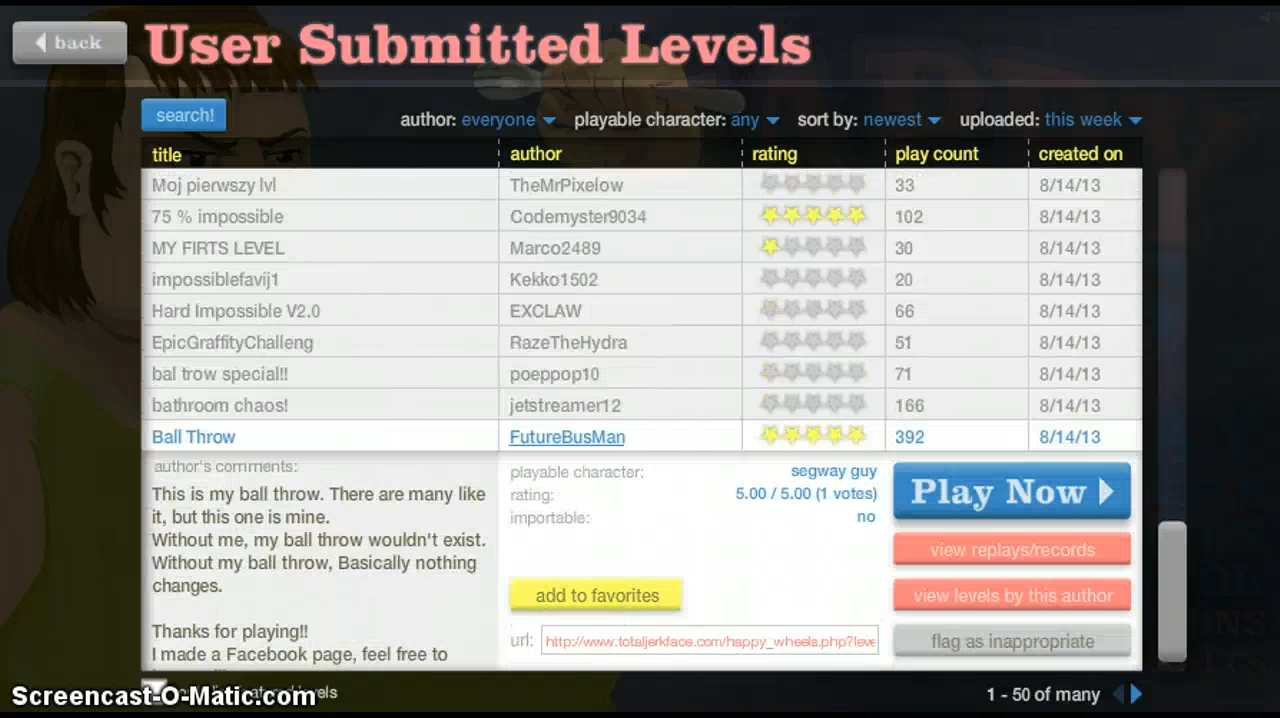 back
User Submitted Levels
search!
author: everyone playable character: any sort by: newest uploaded: this week
title author rating play count created on
Moj pierwszy lvl TheMrPixelow 33 8/14/13
75 % impossible Codemyster9034 102 8/14/13
MY FIRTS LEVEL Marco2489 30 8/14/13
impossiblefavij1 Kekko1502 20 8/14/13
Hard Impossible V2.0 EXCLAW 66 8/14/13
EpicGraffityChalleng RazeTheHydra 51 8/14/13
bal trow special!! poeppop10 71 8/14/13
bathroom chaos! jetstreamer12 166 8/14/13
Ball Throw FutureBusMan 392 8/14/13
author's comments:
This is my ball throw. There are many like
it, but this one is mine.
Without me, my ball throw wouldn't exist.
Without my ball throw, Basically nothing
changes.
Thanks for playing!!
I made a Facebook page, feel free to
playable character: segway guy
rating: 5.00 / 5.00 (1 votes)
importable: no
add to favorites
url: http://www.totaljerkface.com/happy_wheels.php?leve
Play Now
view replays/records
view levels by this author
flag as inappropriate
levels
1 - 50 of many
Screencast-O-Matic.com